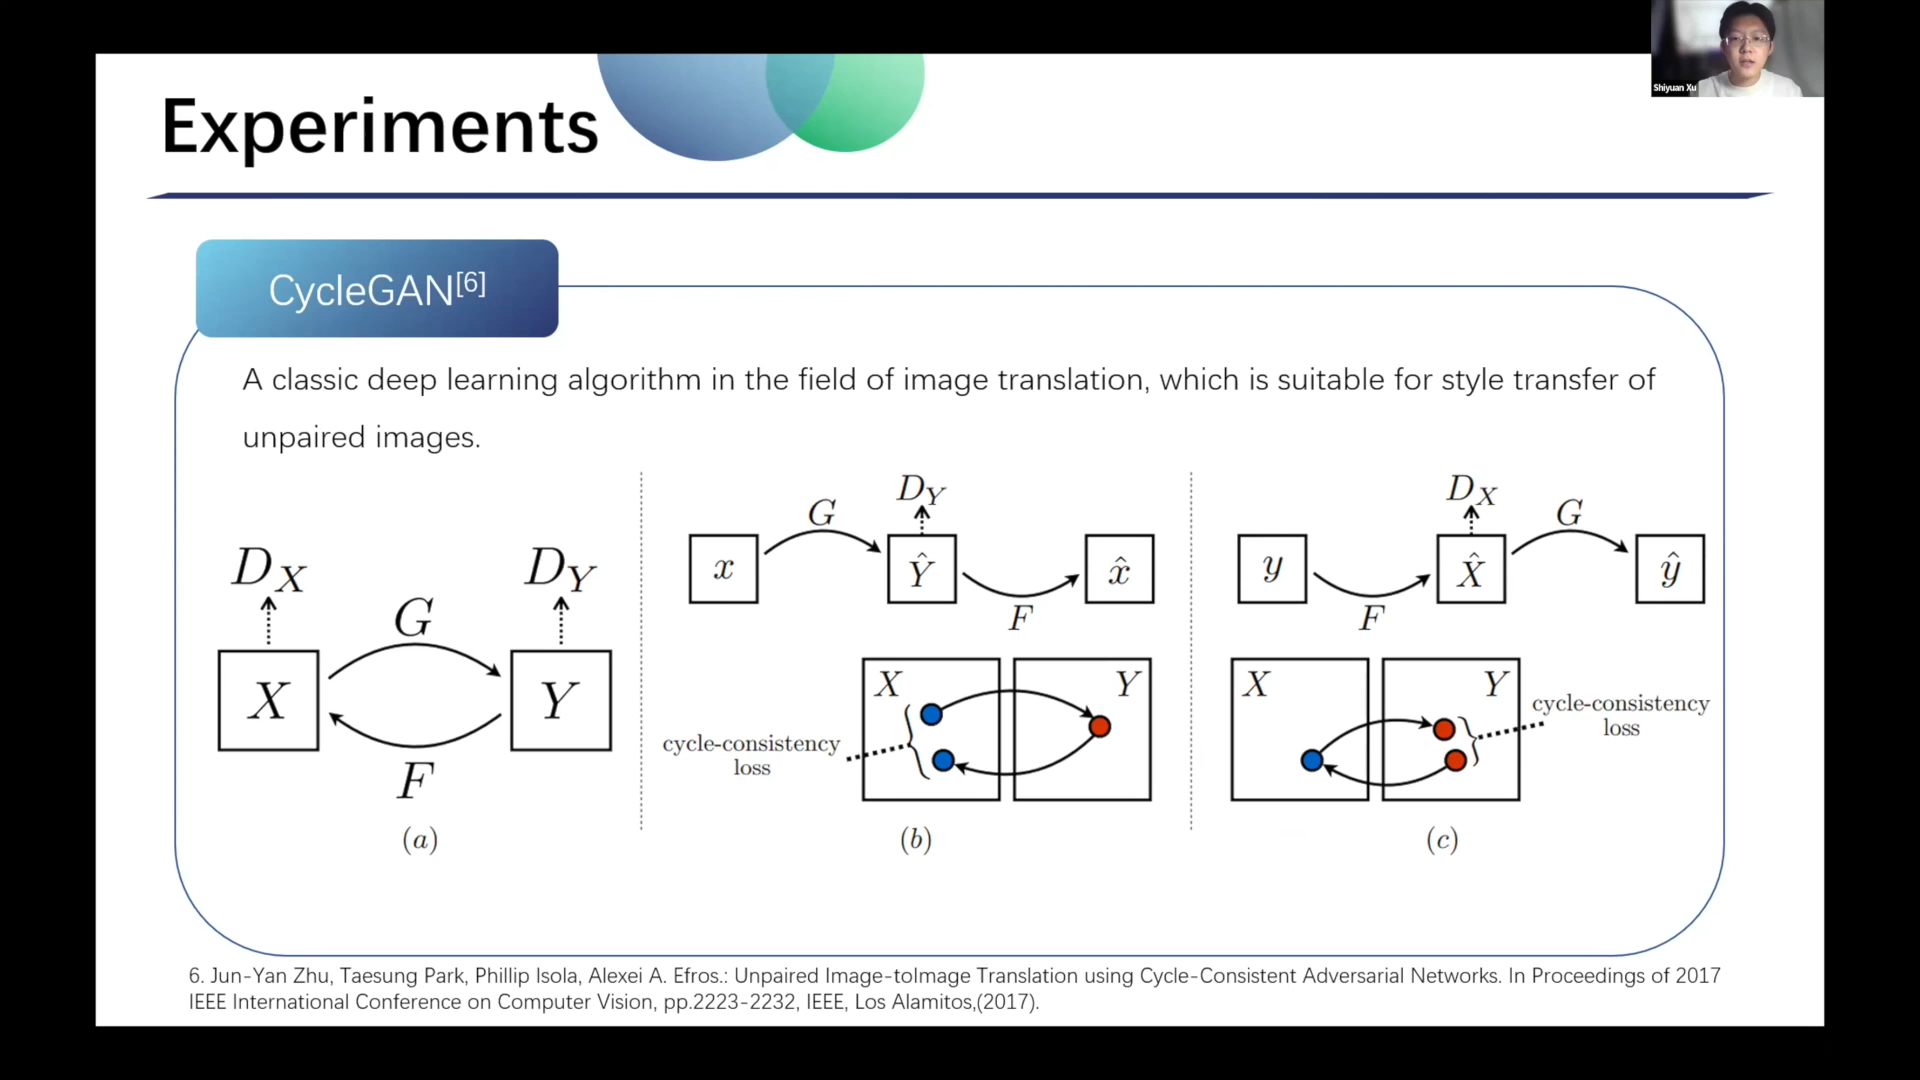 Shiyuan Xu
Experiments
CycleGAN[6]
A classic deep learning algorithm in the field of image translation, which is suitable for style transfer of
unpaired images.
D_X
D_Y
G
X
Y
F
(a)
D_Y
G
x
Ŷ
x̂
F
X
Y
cycle-consistency
loss
(b)
D_X
G
y
X̂
ŷ
F
X
Y
cycle-consistency
loss
(c)
6. Jun-Yan Zhu, Taesung Park, Phillip Isola, Alexei A. Efros.: Unpaired Image-toImage Translation using Cycle-Consistent Adversarial Networks. In Proceedings of 2017
IEEE International Conference on Computer Vision, pp.2223-2232, IEEE, Los Alamitos,(2017).